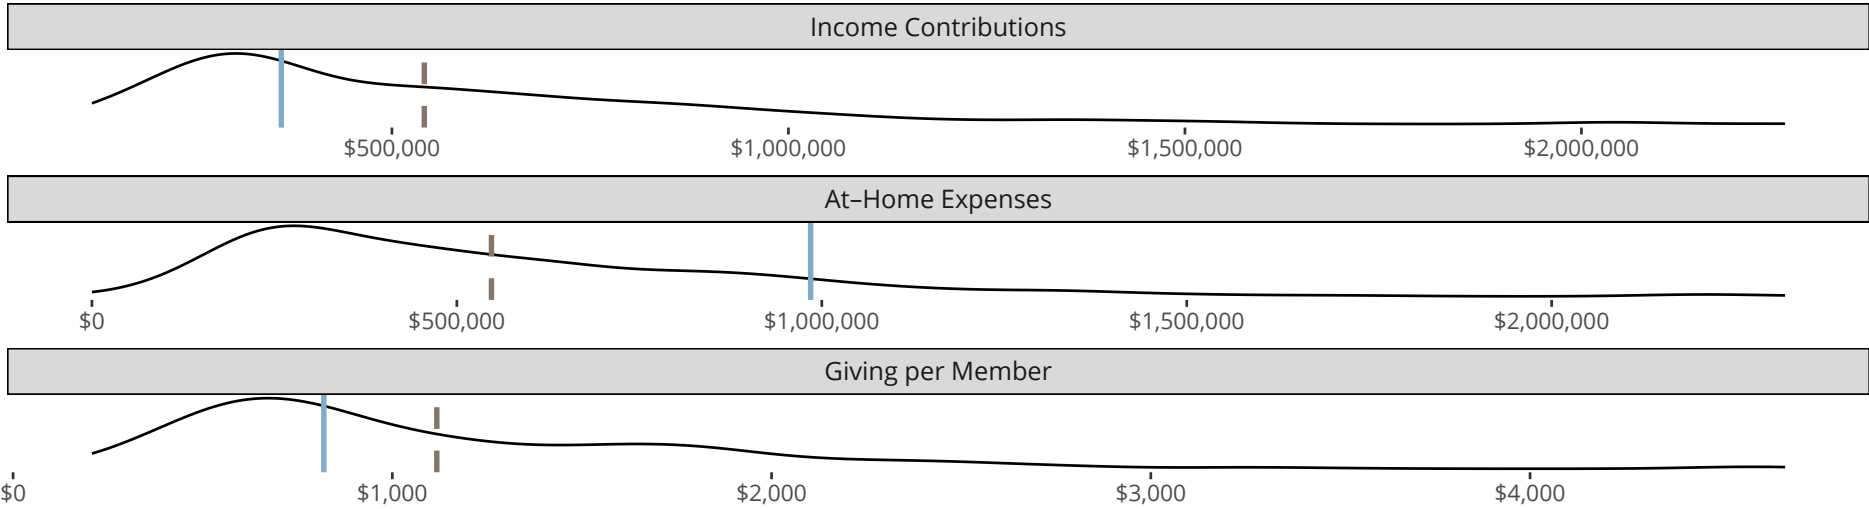 Income Contributions
$500,000 $1,000,000 $1,500,000 $2,000,000
At–Home Expenses
$0 $500,000 $1,000,000 $1,500,000 $2,000,000
Giving per Member
$0 $1,000 $2,000 $3,000 $4,000